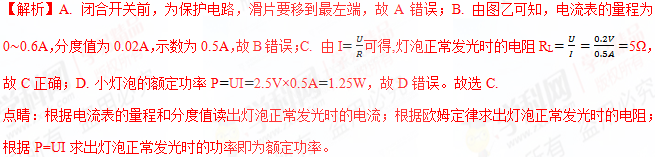 【解析】A. 闭合开关前，为保护电路，滑片要移到最左端，故 A 错误；B. 由图乙可知，电流表的量程为
0~0.6A,分度值为 0.02A,示数为 0.5A,故 B 错误;C. 由 I=U/R可得,灯泡正常发光时的电阻 RL=U/I=0.2V/0.5A=5Ω，
故 C 正确；D. 小灯泡的额定功率 P=UI=2.5V×0.5A=1.25W，故 D 错误。故选 C.
点睛：根据电流表的量程和分度值读出灯泡正常发光时的电流；根据欧姆定律求出灯泡正常发光时的电阻；
根据 P=UI 求出灯泡正常发光时的功率即为额定功率。